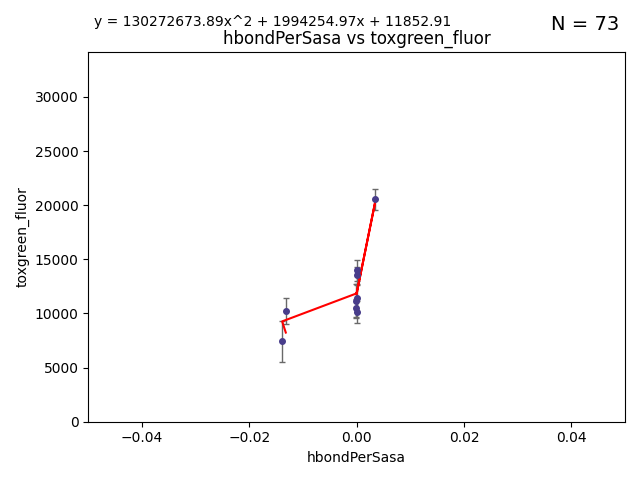 y = 130272673.89x^2 + 1994254.97x + 11852.91
N = 73
hbondPerSasa vs toxgreen_fluor
30000
25000
20000
15000
10000
5000
0
toxgreen_fluor
−0.04 −0.02 0.00 0.02 0.04
hbondPerSasa